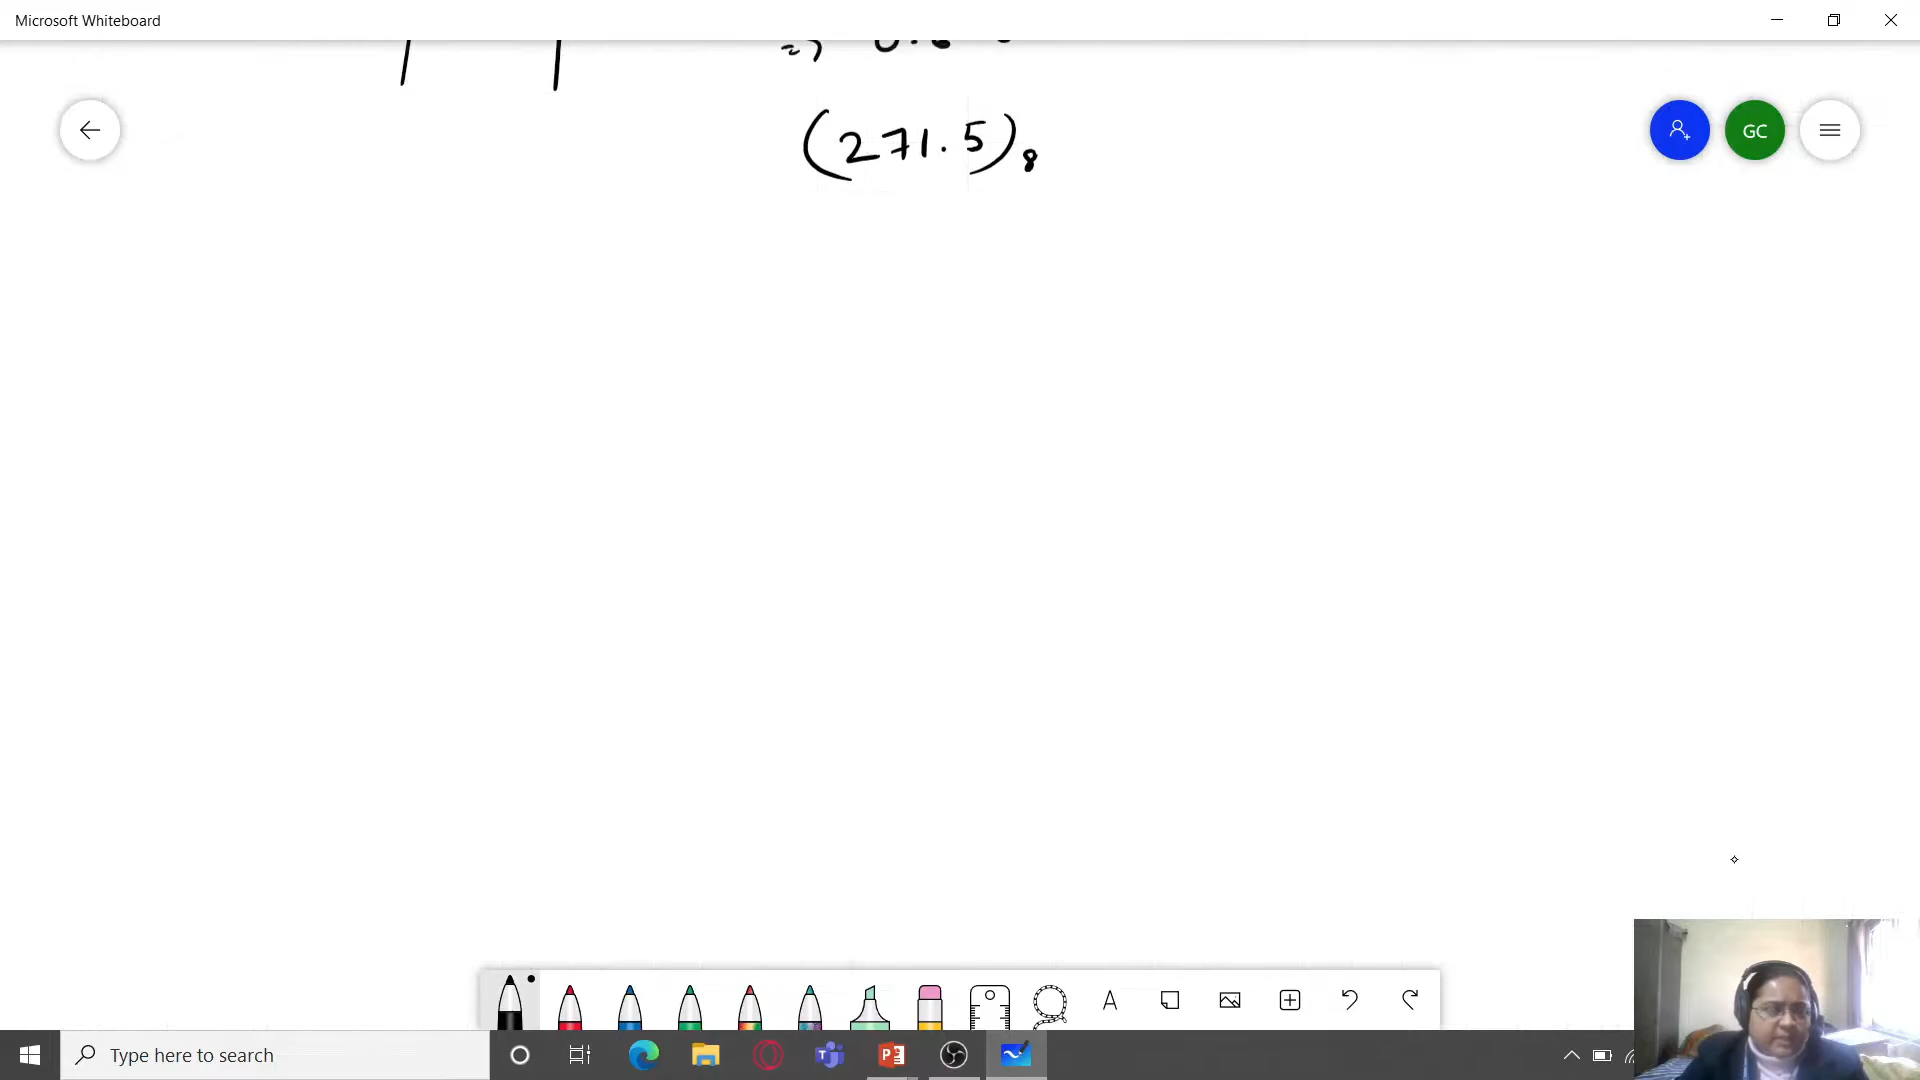 Microsoft Whiteboard
(271.5)8
GC
A
Type here to search